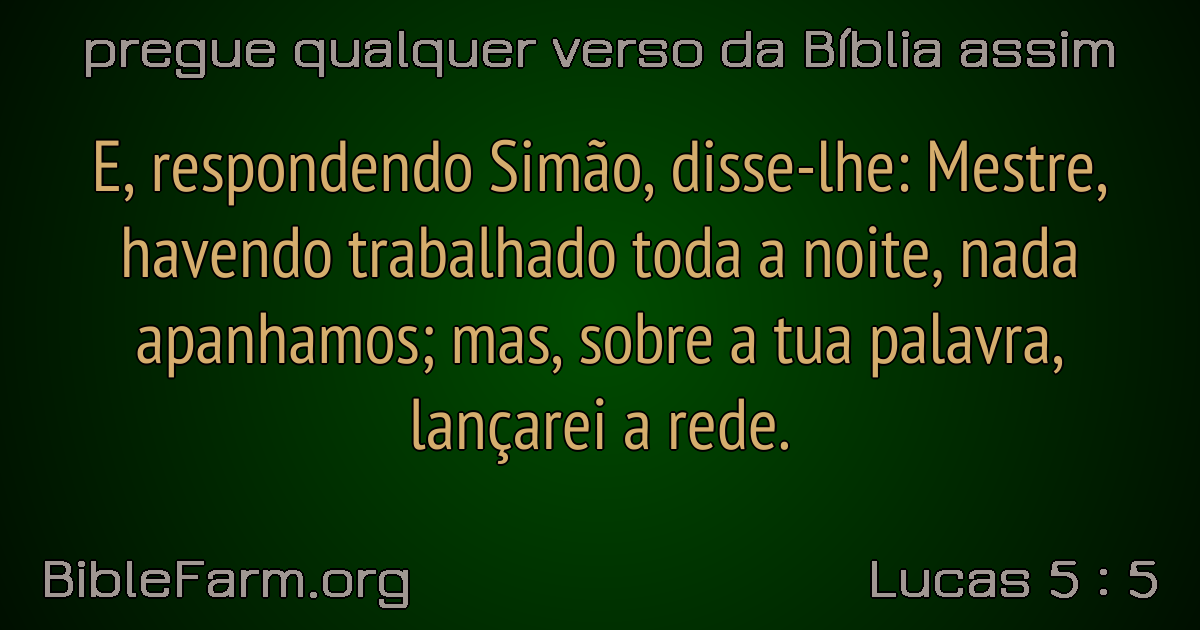 pregue qualquer verso da Bíblia assim
E, respondendo Simão, disse-lhe: Mestre,
havendo trabalhado toda a noite, nada
apanhamos; mas, sobre a tua palavra,
lançarei a rede.
BibleFarm.org
Lucas 5 : 5